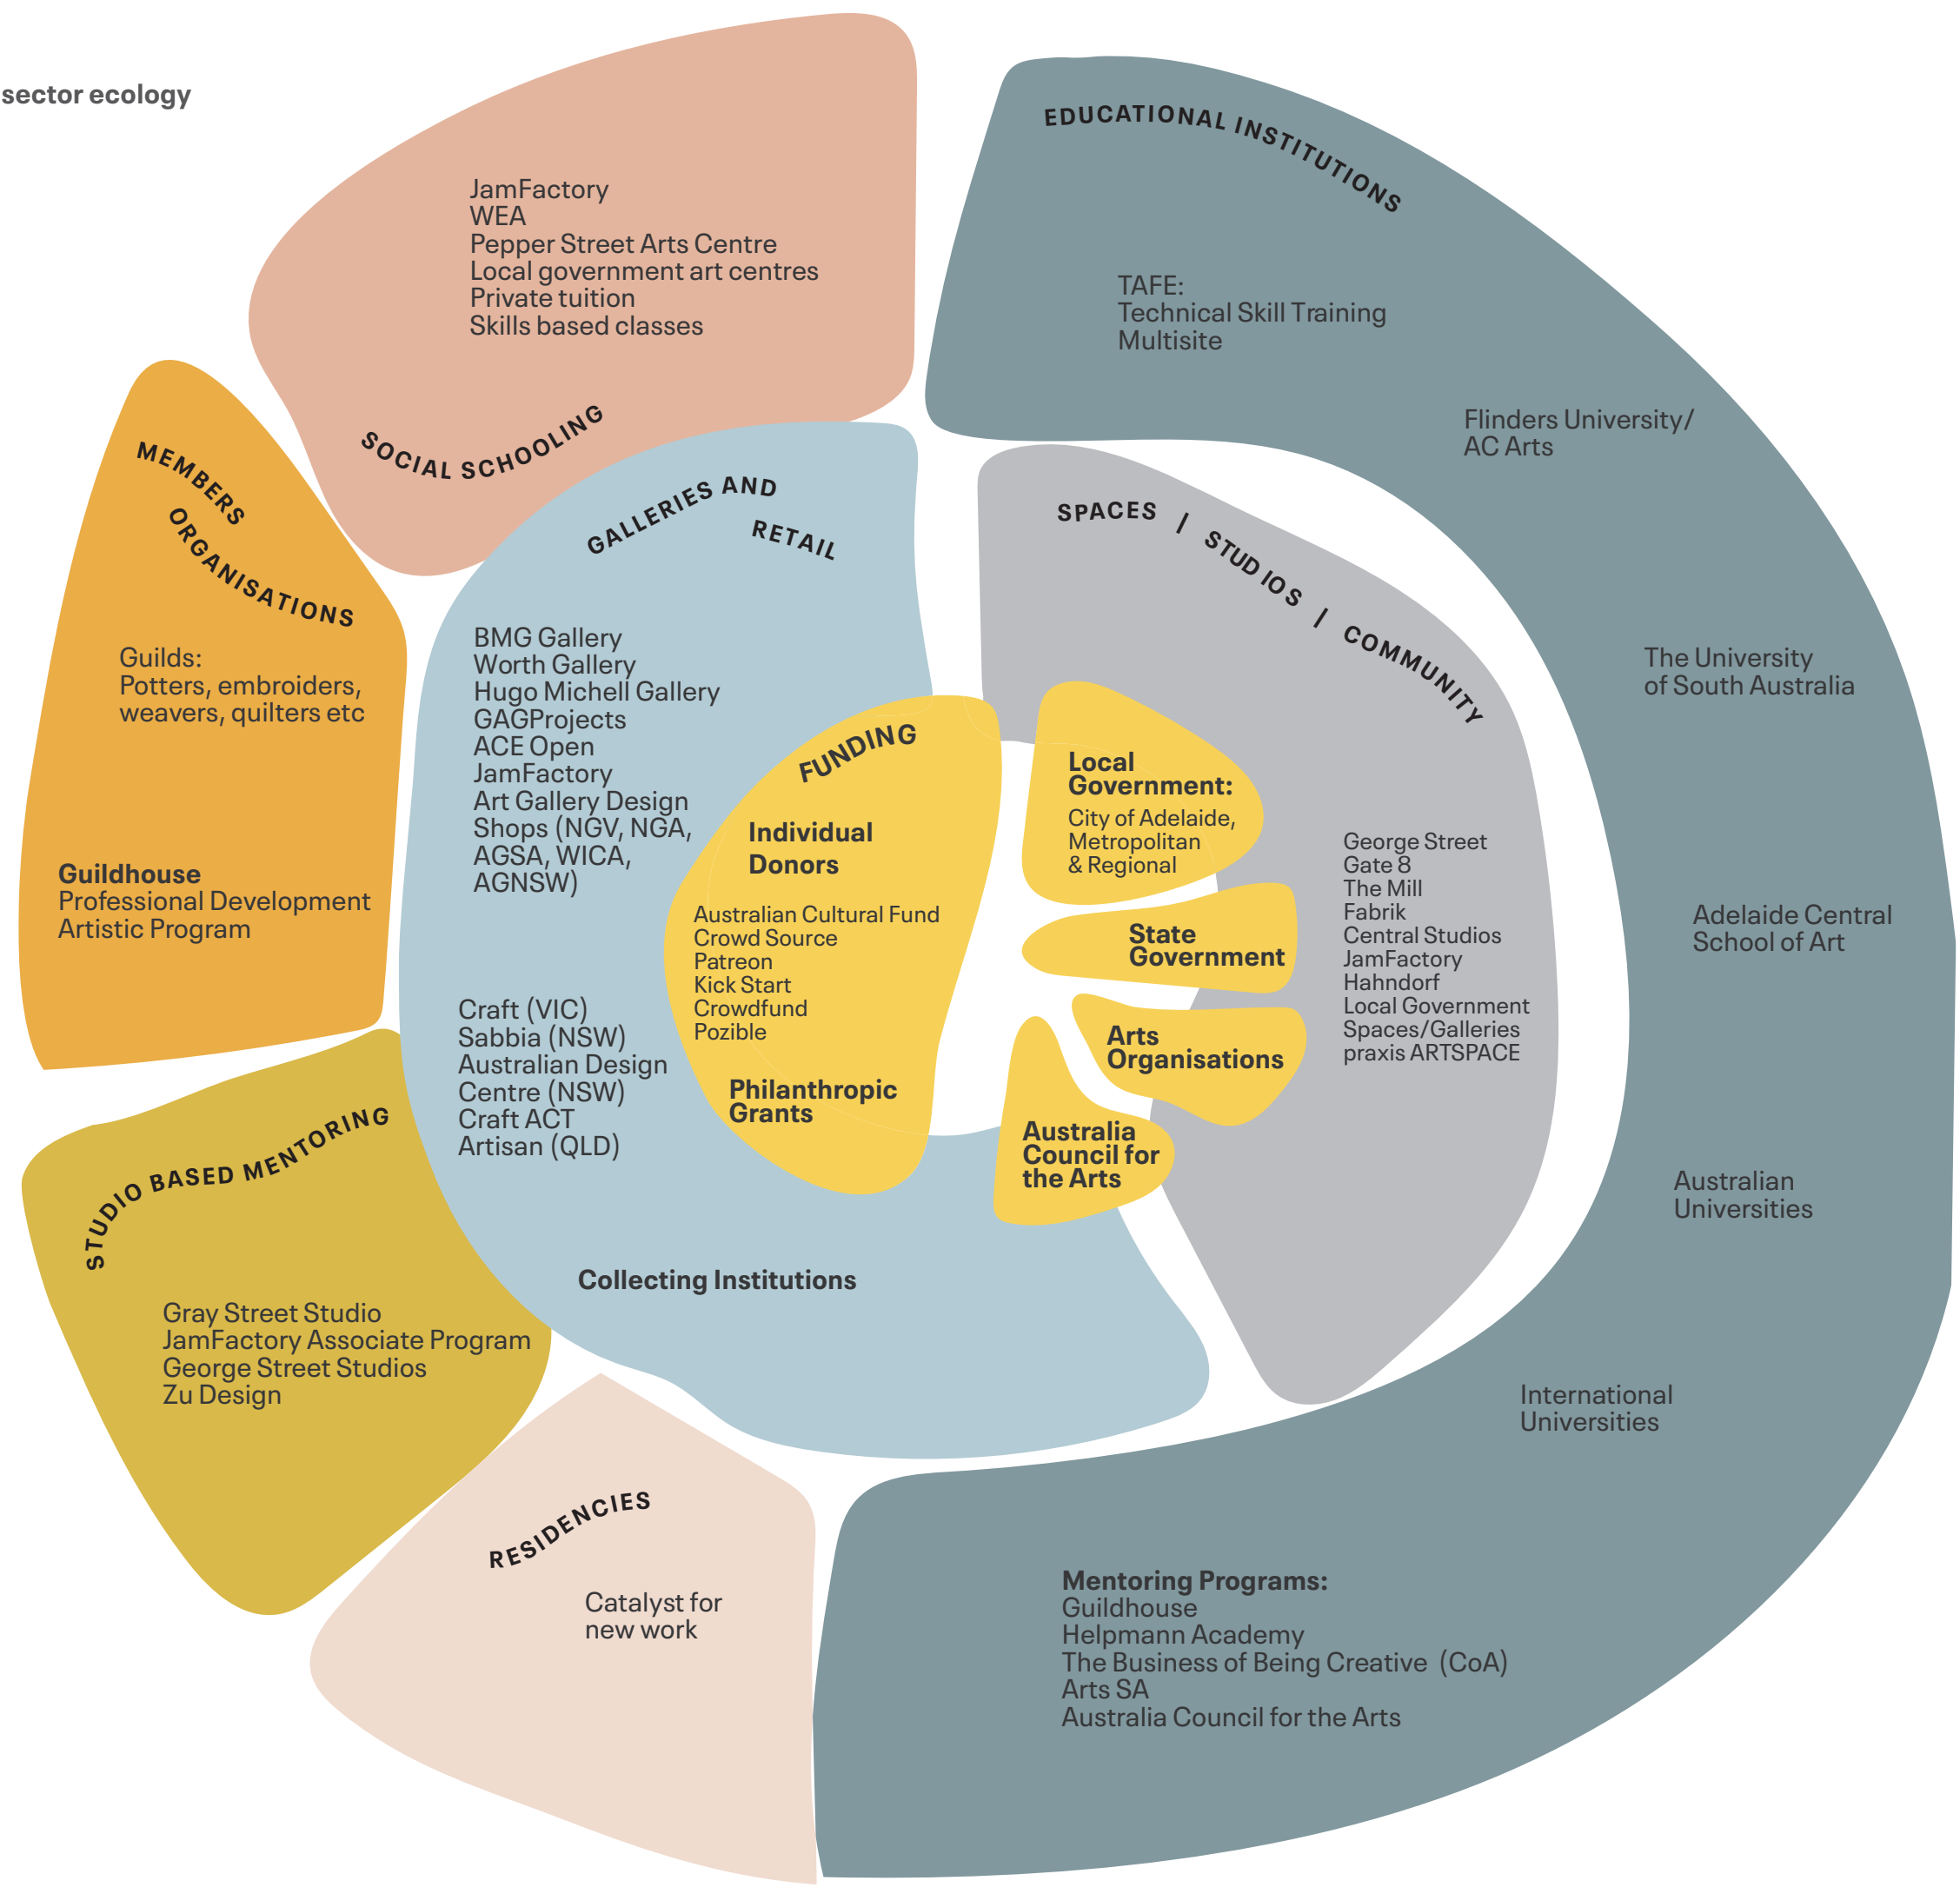 sector ecology
JamFactory
WEA
Pepper Street Arts Centre
Local government art centres
Private tuition
Skills based classes
SOCIAL SCHOOLING
EDUCATIONAL INSTITUTIONS
TAFE:
Technical Skill Training
Multisite
Flinders University/
AC Arts
The University
of South Australia
Adelaide Central
School of Art
Australian
Universities
International
Universities
Mentoring Programs:
Guildhouse
Helpmann Academy
The Business of Being Creative (CoA)
Arts SA
Australia Council for the Arts
MEMBERS
ORGANISATIONS
Guilds:
Potters, embroiders,
weavers, quilters etc
Guildhouse
Professional Development
Artistic Program
GALLERIES AND
RETAIL
BMG Gallery
Worth Gallery
Hugo Michell Gallery
GAGProjects
ACE Open
JamFactory
Art Gallery Design
Shops (NGV, NGA,
AGSA, WICA,
AGNSW)
Craft (VIC)
Sabbia (NSW)
Australian Design
Centre (NSW)
Craft ACT
Artisan (QLD)
Collecting Institutions
SPACES / STUDIOS / COMMUNITY
George Street
Gate 8
The Mill
Fabrik
Central Studios
JamFactory
Hahndorf
Local Government
Spaces/Galleries
praxis ARTSPACE
FUNDING
Individual
Donors
Australian Cultural Fund
Crowd Source
Patreon
Kick Start
Crowdfund
Pozible
Philanthropic
Grants
Local
Government:
City of Adelaide,
Metropolitan
& Regional
State
Government
Arts
Organisations
Australia
Council for
the Arts
STUDIO BASED MENTORING
Gray Street Studio
JamFactory Associate Program
George Street Studios
Zu Design
RESIDENCIES
Catalyst for
new work